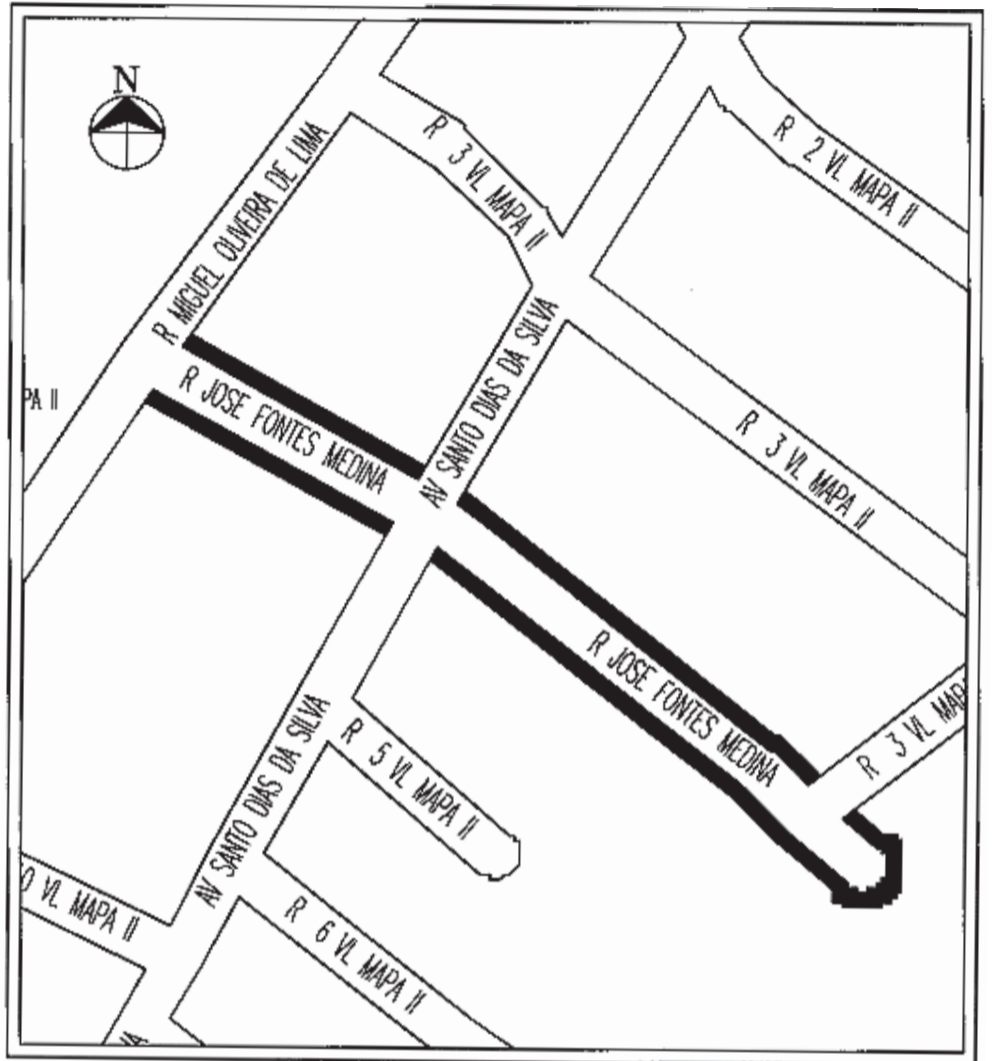 N
R 2 VL MAPA II
R 3 VL MAPA II
R MIGUEL OLIVEIRA DE LIMA
AV SANTO DIAS DA SILVA
R JOSE FONTES MEDINA
PA II
R 3 VL MAPA II
R JOSE FONTES MEDINA
R 3 VL MAP
AV SANTO DIAS DA SILVA
R 5 VL MAPA II
0 VL MAPA II
R 6 VL MAPA II